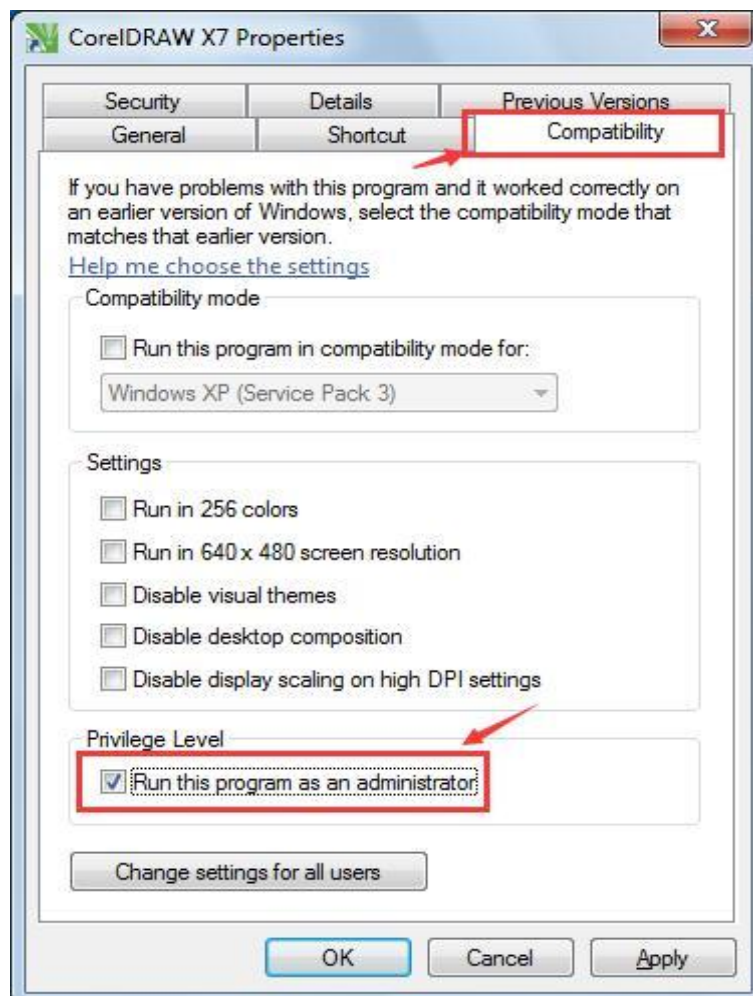 CorelDRAW X7 Properties
Security
Details
Previous Versions
General
Shortcut
Compatibility
If you have problems with this program and it worked correctly on
an earlier version of Windows, select the compatibility mode that
matches that earlier version.
Help me choose the settings
Compatibility mode
Run this program in compatibility mode for:
Windows XP (Service Pack 3)
Settings
Run in 256 colors
Run in 640 x 480 screen resolution
Disable visual themes
Disable desktop composition
Disable display scaling on high DPI settings
Privilege Level
Run this program as an administrator
Change settings for all users
OK
Cancel
Apply